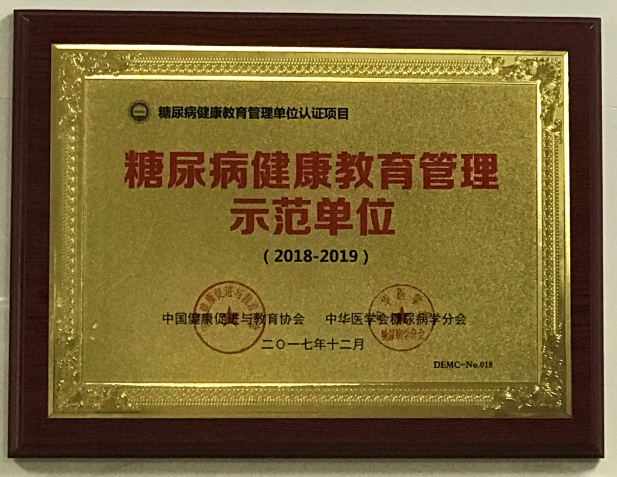 糖尿病健康教育管理单位认证项目
糖尿病健康教育管理
示范单位
（2018-2019）
中国健康促进与教育协会 中华医学会糖尿病学分会
二〇一七年十二月
DEMC-No.018